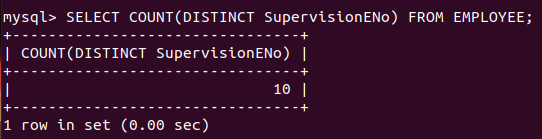 mysql> SELECT COUNT(DISTINCT SupervisionENo) FROM EMPLOYEE;
+--------------------------------+
| COUNT(DISTINCT SupervisionENo) |
+--------------------------------+
|                             10 |
+--------------------------------+
1 row in set (0.00 sec)